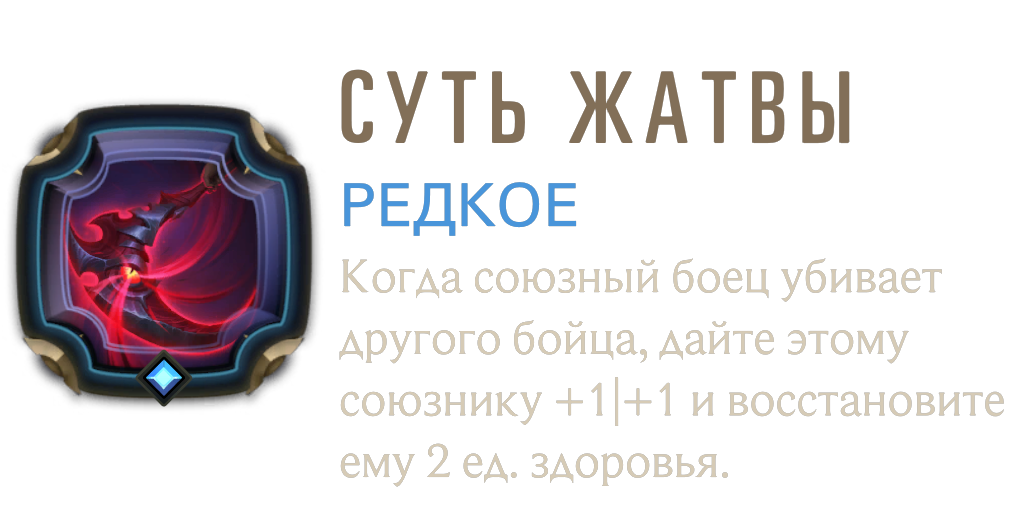 СУТЬ ЖАТВЫ
РЕДКОЕ
Когда союзный боец убивает
другого бойца, дайте этому
союзнику +1|+1 и восстановите
ему 2 ед. здоровья.